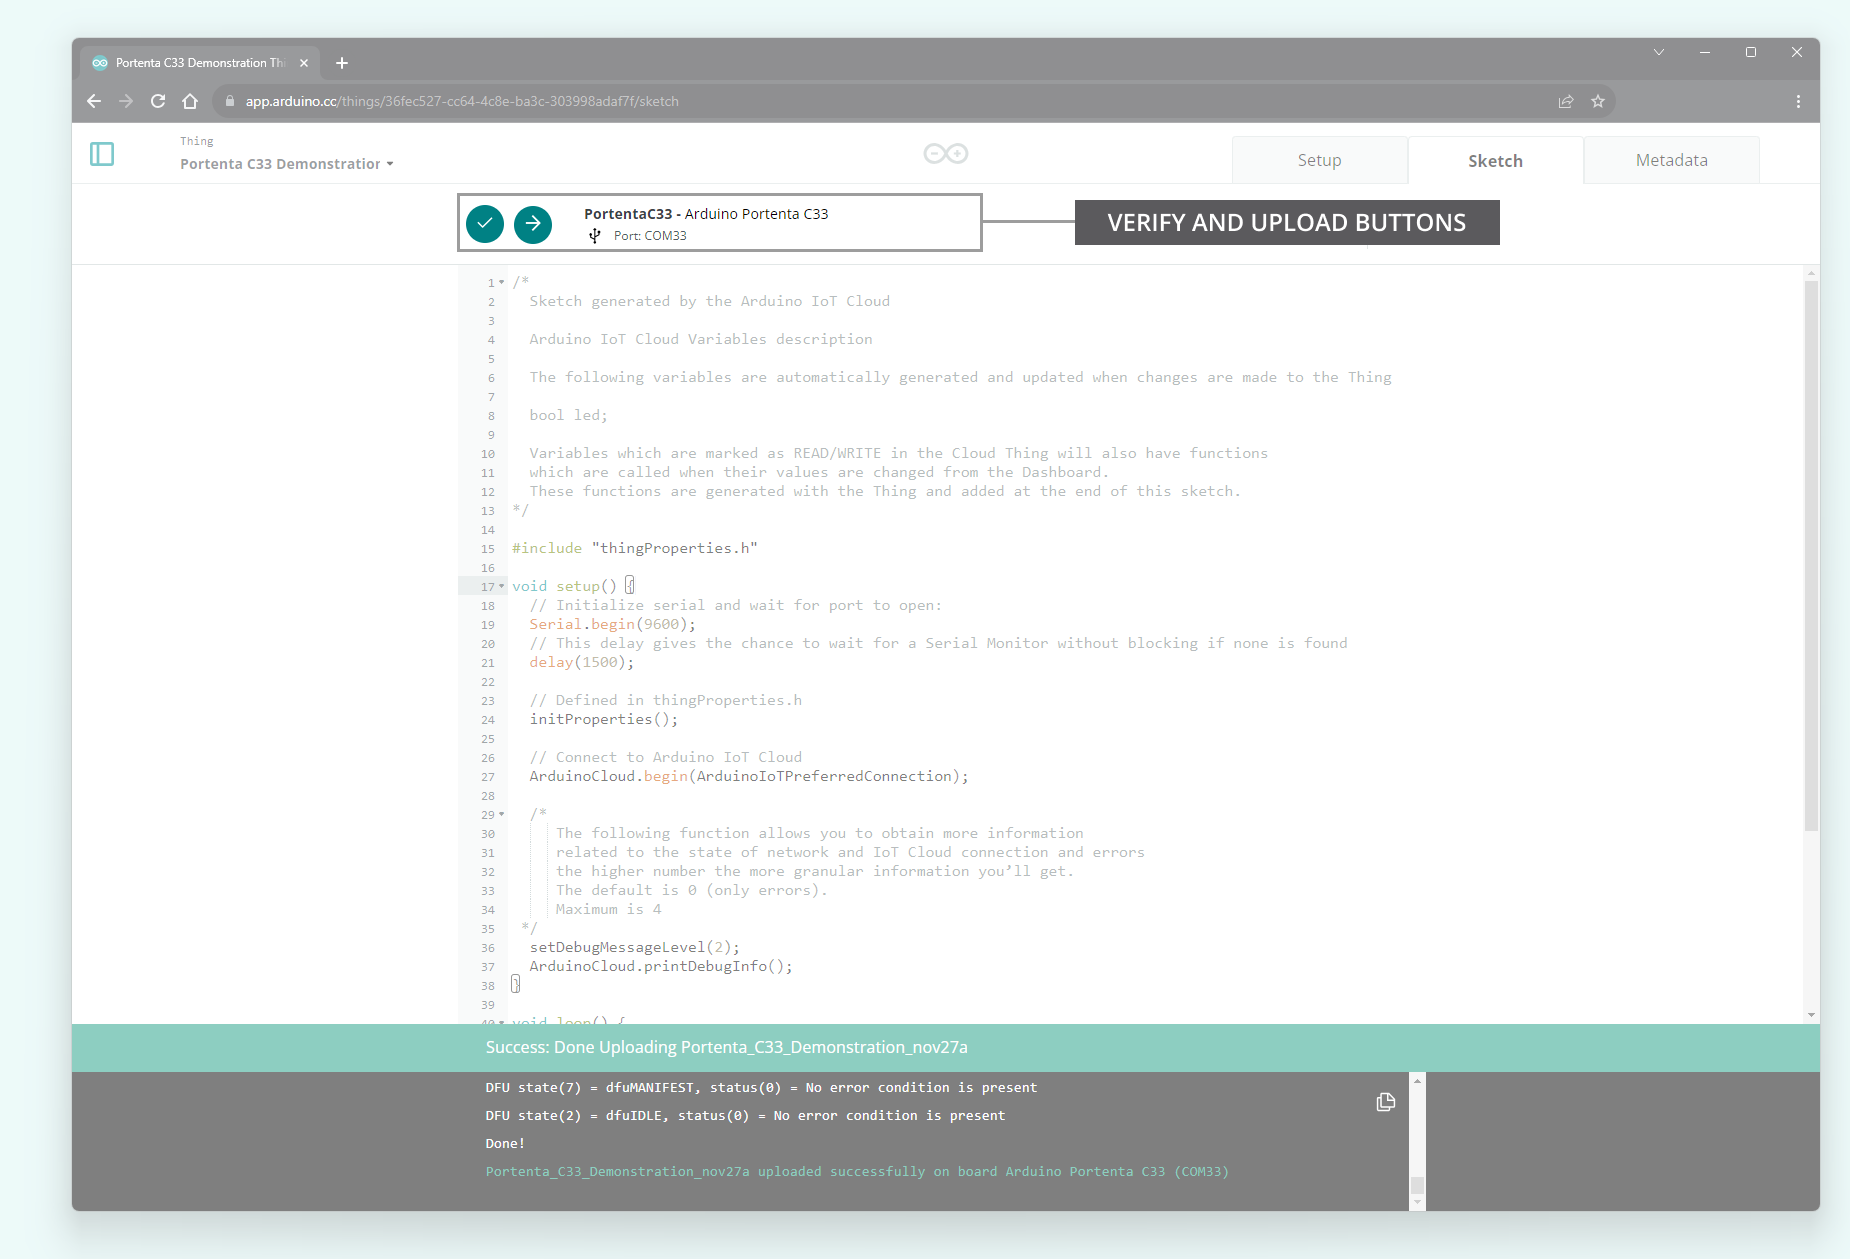 Portenta C33 Demonstration Thi
app.arduino.cc/things/36fec527-cc64-4c8e-ba3c-303998adaf7f/sketch
Thing
Portenta C33 Demonstration
Setup
Sketch
Metadata
PortentaC33 - Arduino Portenta C33
Port: COM33
VERIFY AND UPLOAD BUTTONS
1 /*
2 Sketch generated by the Arduino IoT Cloud
3
4 Arduino IoT Cloud Variables description
5
6 The following variables are automatically generated and updated when changes are made to the Thing
7
8 bool led;
9
10 Variables which are marked as READ/WRITE in the Cloud Thing will also have functions
11 which are called when their values are changed from the Dashboard.
12 These functions are generated with the Thing and added at the end of this sketch.
13 */
14
15 #include "thingProperties.h"
16
17 void setup() {
18 // Initialize serial and wait for port to open:
19 Serial.begin(9600);
20 // This delay gives the chance to wait for a Serial Monitor without blocking if none is found
21 delay(1500);
22
23 // Defined in thingProperties.h
24 initProperties();
25
26 // Connect to Arduino IoT Cloud
27 ArduinoCloud.begin(ArduinoIoTPreferredConnection);
28
29 /*
30 The following function allows you to obtain more information
31 related to the state of network and IoT Cloud connection and errors
32 the higher number the more granular information you’ll get.
33 The default is 0 (only errors).
34 Maximum is 4
35 */
36 setDebugMessageLevel(2);
37 ArduinoCloud.printDebugInfo();
38 }
39
40 void loop() {
Success: Done Uploading Portenta_C33_Demonstration_nov27a
DFU state(7) = dfuMANIFEST, status(0) = No error condition is present
DFU state(2) = dfuIDLE, status(0) = No error condition is present
Done!
Portenta_C33_Demonstration_nov27a uploaded successfully on board Arduino Portenta C33 (COM33)